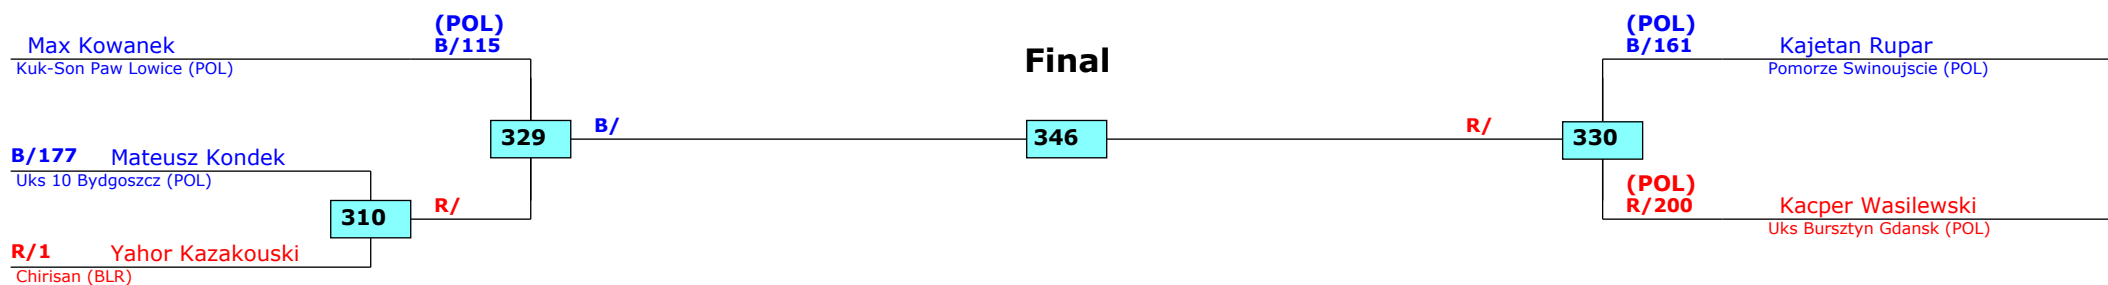 (POL)
Max Kowanek B/115
Kuk-Son Paw Lowice (POL)
Final
(POL)
B/161 Kajetan Rupar
Pomorze Swinoujscie (POL)
329 B/ 346 R/ 330
B/177 Mateusz Kondek
Uks 10 Bydgoszcz (POL)
310 R/
(POL)
R/200 Kacper Wasilewski
Uks Bursztyn Gdansk (POL)
R/1 Yahor Kazakouski
Chirisan (BLR)